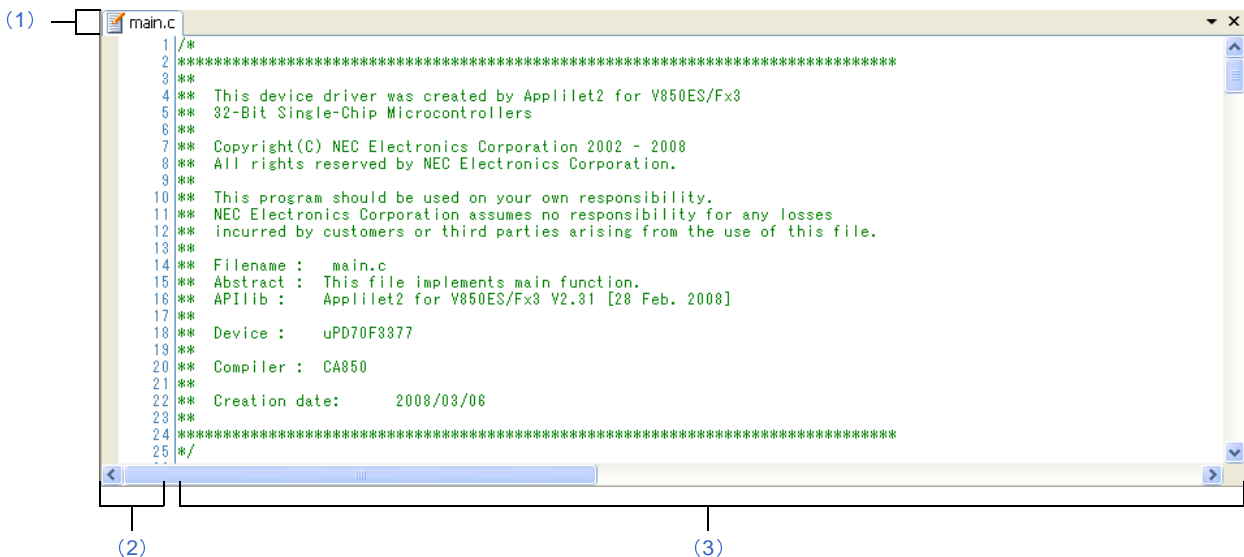 (1)
main.c
1 /*
2 ********************************************************************************
3 **
4 **  This device driver was created by Applilet2 for V850ES/Fx3
5 **  32-Bit Single-Chip Microcontrollers
6 **
7 **  Copyright(C) NEC Electronics Corporation 2002 - 2008
8 **  All rights reserved by NEC Electronics Corporation.
9 **
10 **  This program should be used on your own responsibility.
11 **  NEC Electronics Corporation assumes no responsibility for any losses
12 **  incurred by customers or third parties arising from the use of this file.
13 **
14 **  Filename :   main.c
15 **  Abstract :  This file implements main function.
16 **  APIlib :    Applilet2 for V850ES/Fx3 V2.31 [28 Feb. 2008]
17 **
18 **  Device :    uPD70F3377
19 **
20 **  Compiler :  CA850
21 **
22 **  Creation date:      2008/03/06
23 **
24 ********************************************************************************
25 */
(2)
(3)